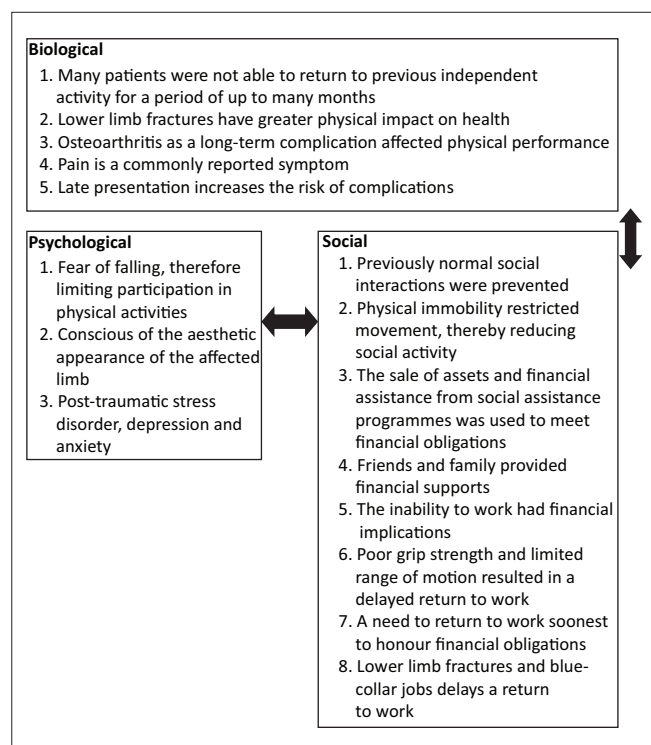 Biological
1. Many patients were not able to return to previous independent
activity for a period of up to many months
2. Lower limb fractures have greater physical impact on health
3. Osteoarthritis as a long-term complication affected physical performance
4. Pain is a commonly reported symptom
5. Late presentation increases the risk of complications
Psychological
1. Fear of falling, therefore
limiting participation in
physical activities
2. Conscious of the aesthetic
appearance of the affected
limb
3. Post-traumatic stress
disorder, depression and
anxiety
Social
1. Previously normal social
interactions were prevented
2. Physical immobility restricted
movement, thereby reducing
social activity
3. The sale of assets and financial
assistance from social assistance
programmes was used to meet
financial obligations
4. Friends and family provided
financial supports
5. The inability to work had financial
implications
6. Poor grip strength and limited
range of motion resulted in a
delayed return to work
7. A need to return to work soonest
to honour financial obligations
8. Lower limb fractures and blue-
collar jobs delays a return
to work